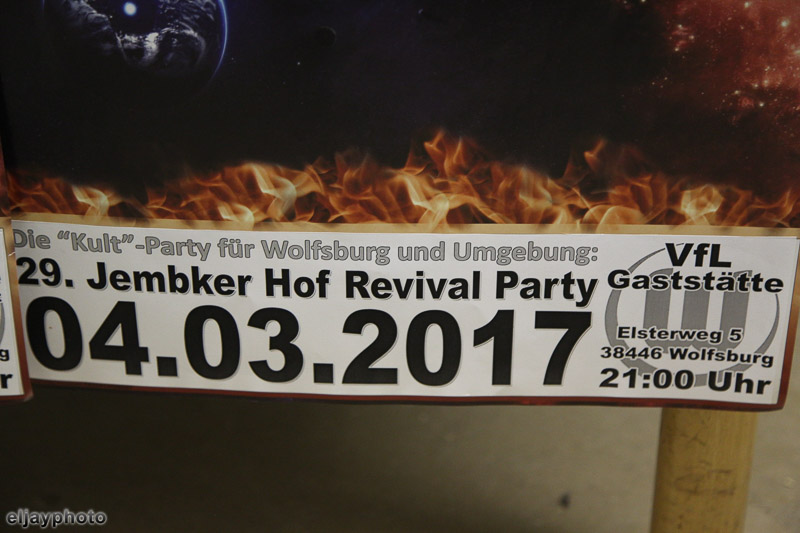 Die “Kult”-Party für Wolfsburg und Umgebung:
29. Jembker Hof Revival Party
04.03.2017
VfL
Gaststätte
Elsterweg 5
38446 Wolfsburg
21:00 Uhr
eljayphoto